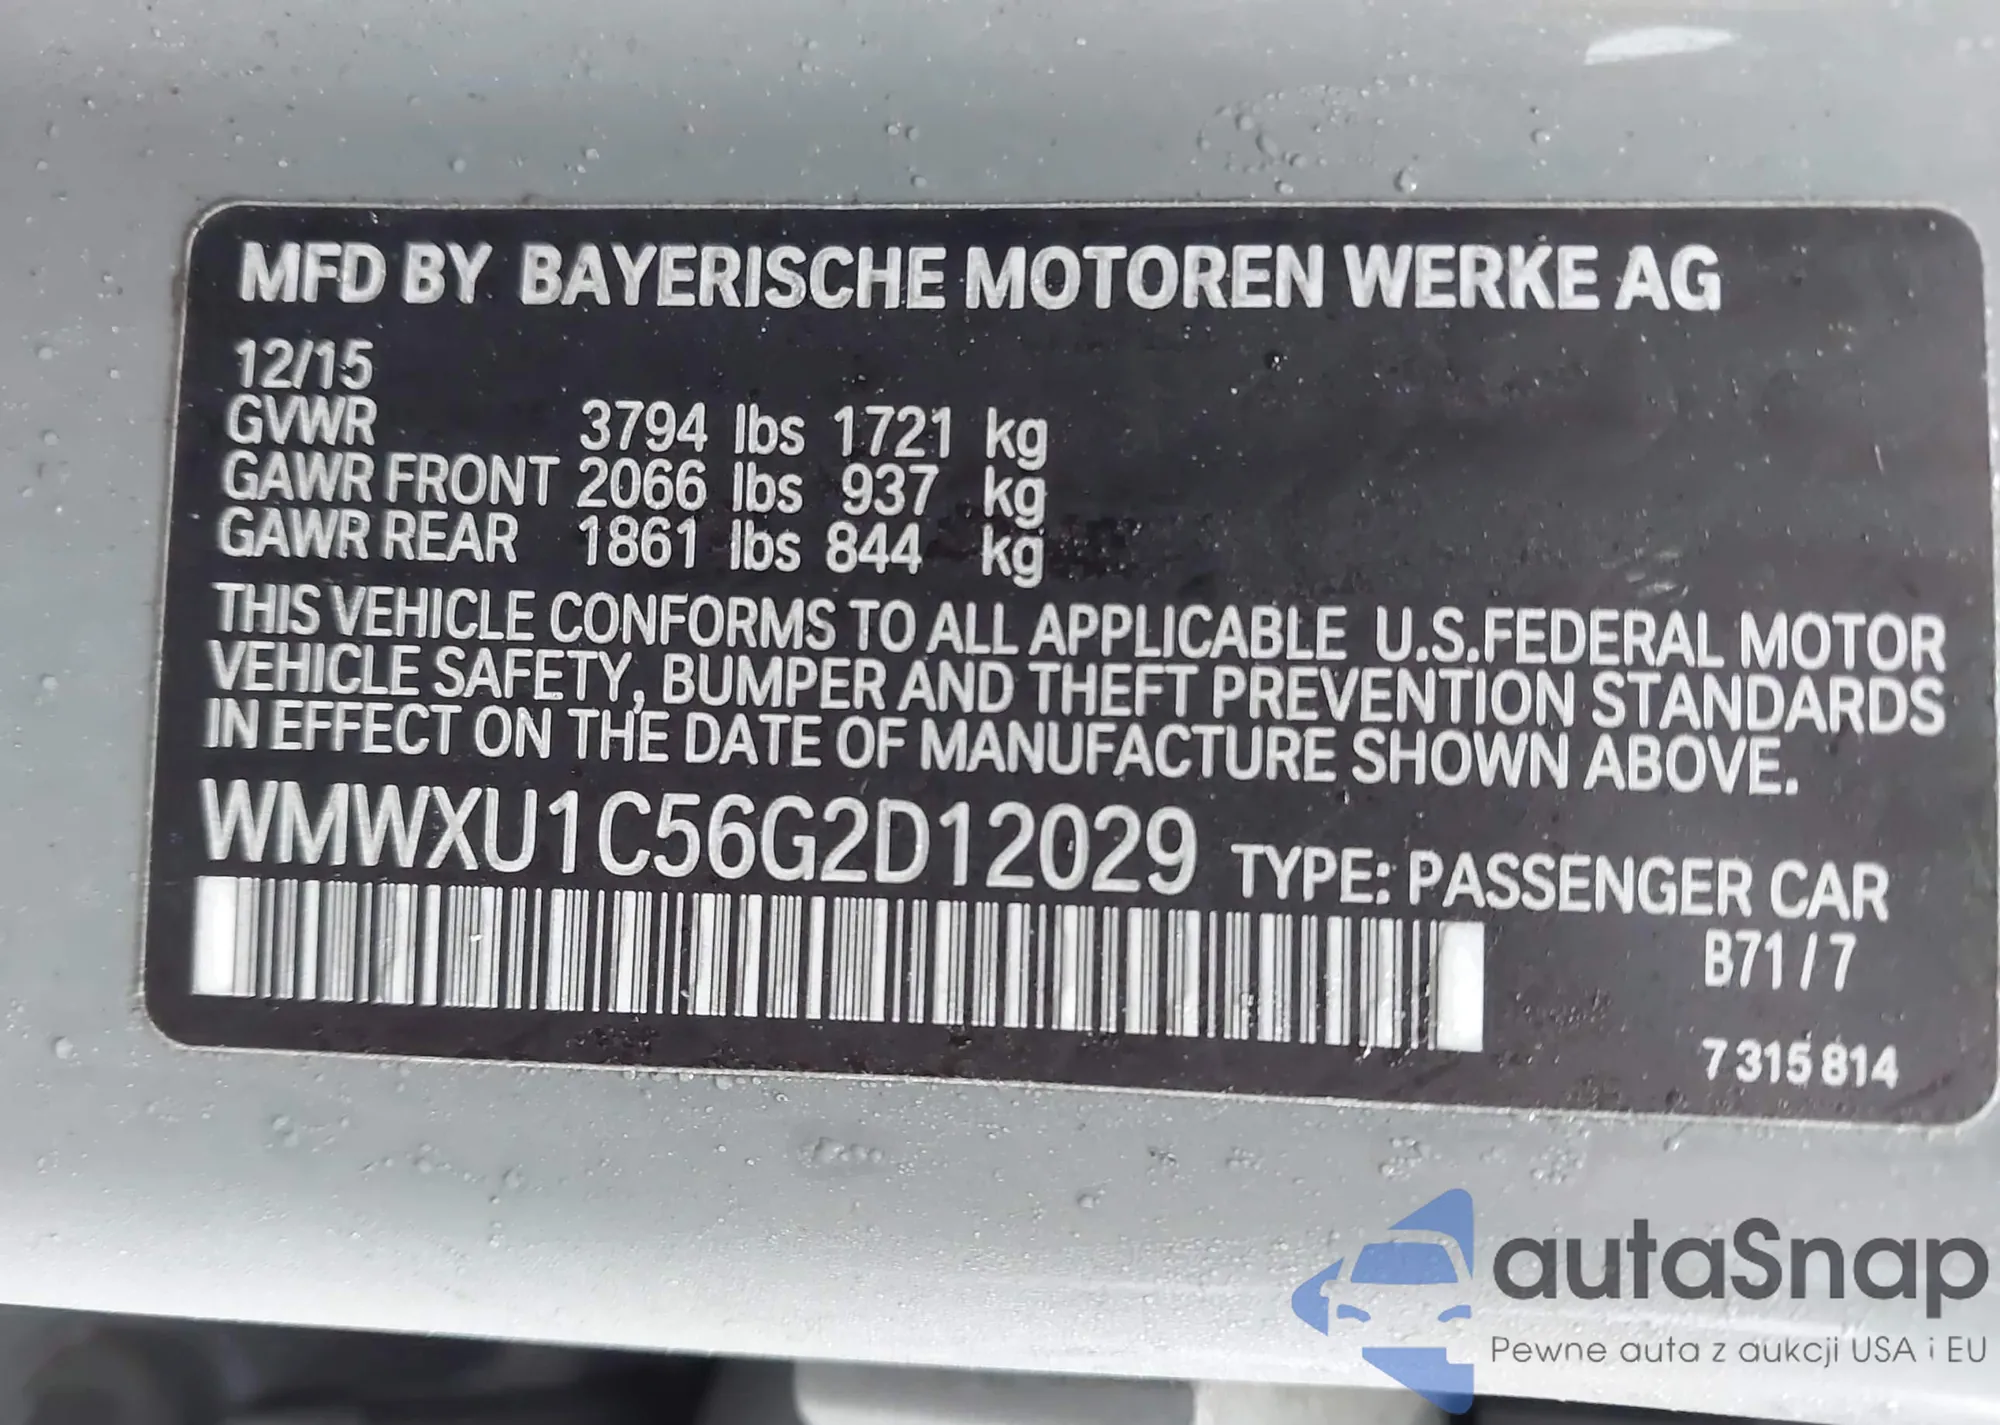 MFD BY BAYERISCHE MOTOREN WERKE AG
12/15
GVWR 3794 lbs 1721 kg
GAWR FRONT 2066 lbs 937 kg
GAWR REAR 1861 lbs 844 kg
THIS VEHICLE CONFORMS TO ALL APPLICABLE U.S.FEDERAL MOTOR
VEHICLE SAFETY, BUMPER AND THEFT PREVENTION STANDARDS
IN EFFECT ON THE DATE OF MANUFACTURE SHOWN ABOVE.
WMWXU1C56G2D12029 TYPE: PASSENGER CAR
B71 / 7
7 315 814
autaSnap
Pewne auta z aukcji USA i EU